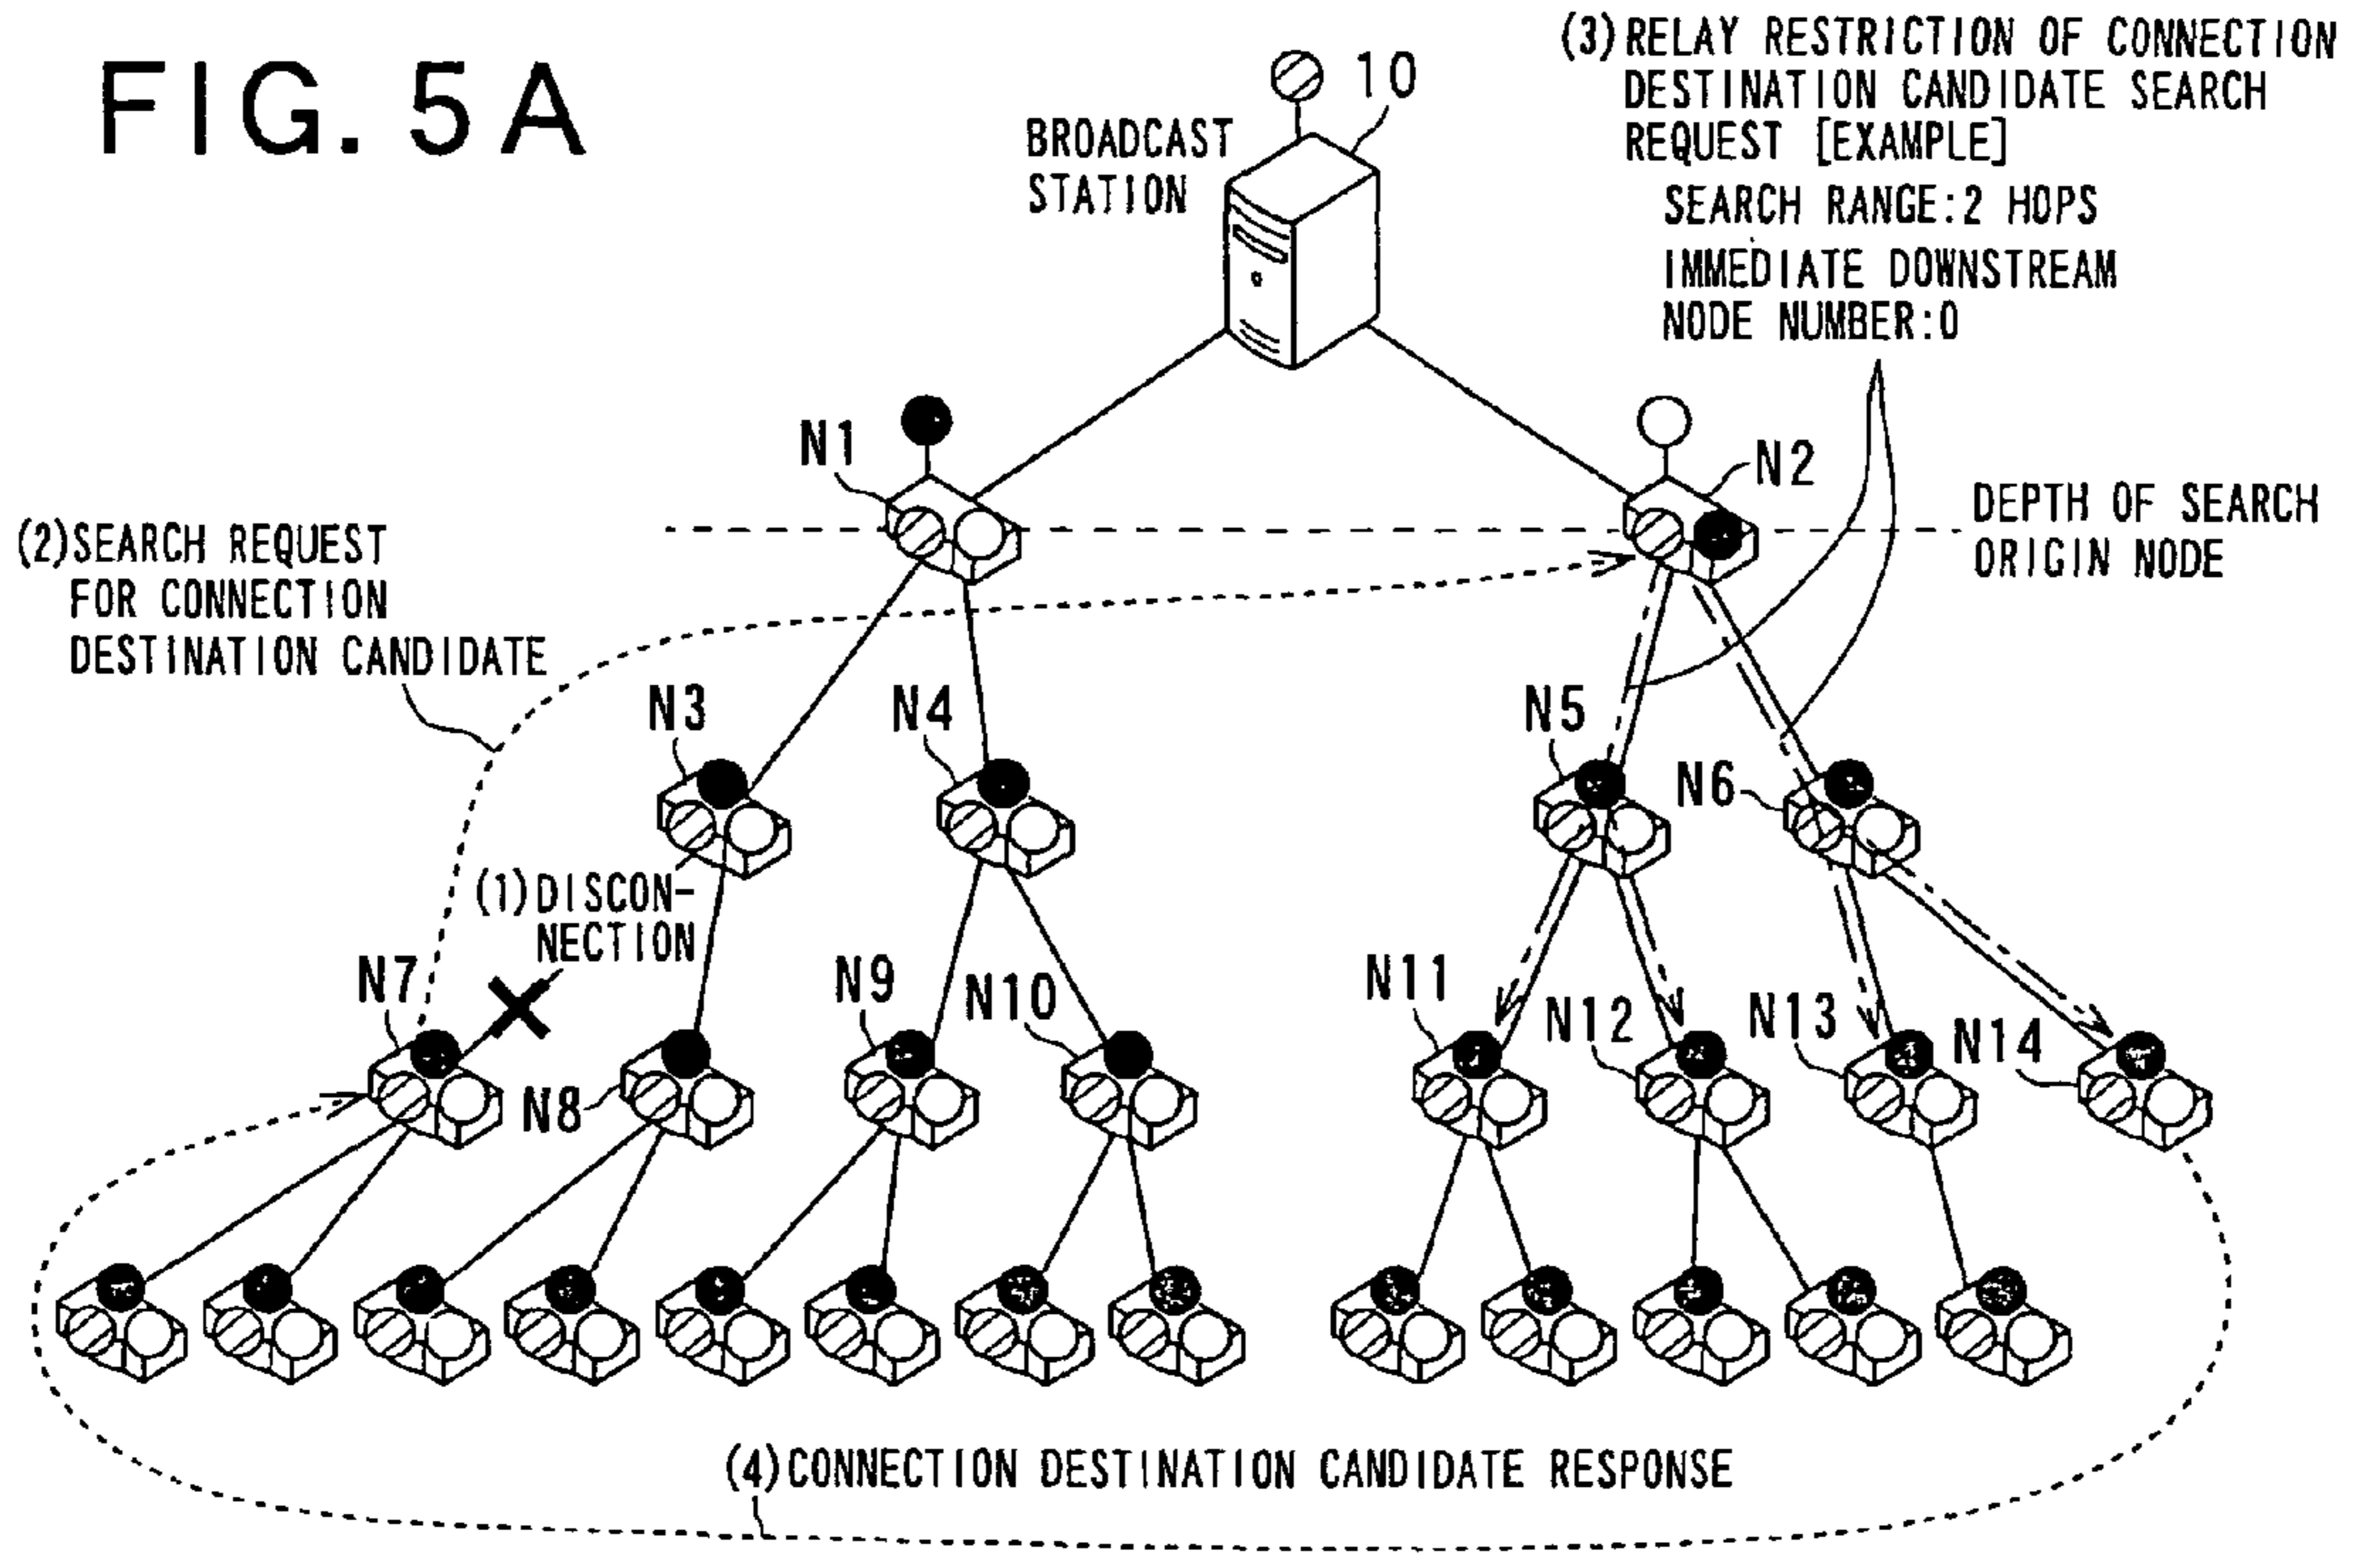 FIG. 5A
BROADCAST
STATION
10
(3) RELAY RESTRICTION OF CONNECTION
DESTINATION CANDIDATE SEARCH
REQUEST [EXAMPLE]
SEARCH RANGE:2 HOPS
IMMEDIATE DOWNSTREAM
NODE NUMBER:0
N1
N2
DEPTH OF SEARCH
ORIGIN NODE
(2)SEARCH REQUEST
FOR CONNECTION
DESTINATION CANDIDATE
N3
N4
N5
N6
(1)DISCON-
NECTION
N7
N8
N9
N10
N11
N12
N13
N14
(4)CONNECTION DESTINATION CANDIDATE RESPONSE